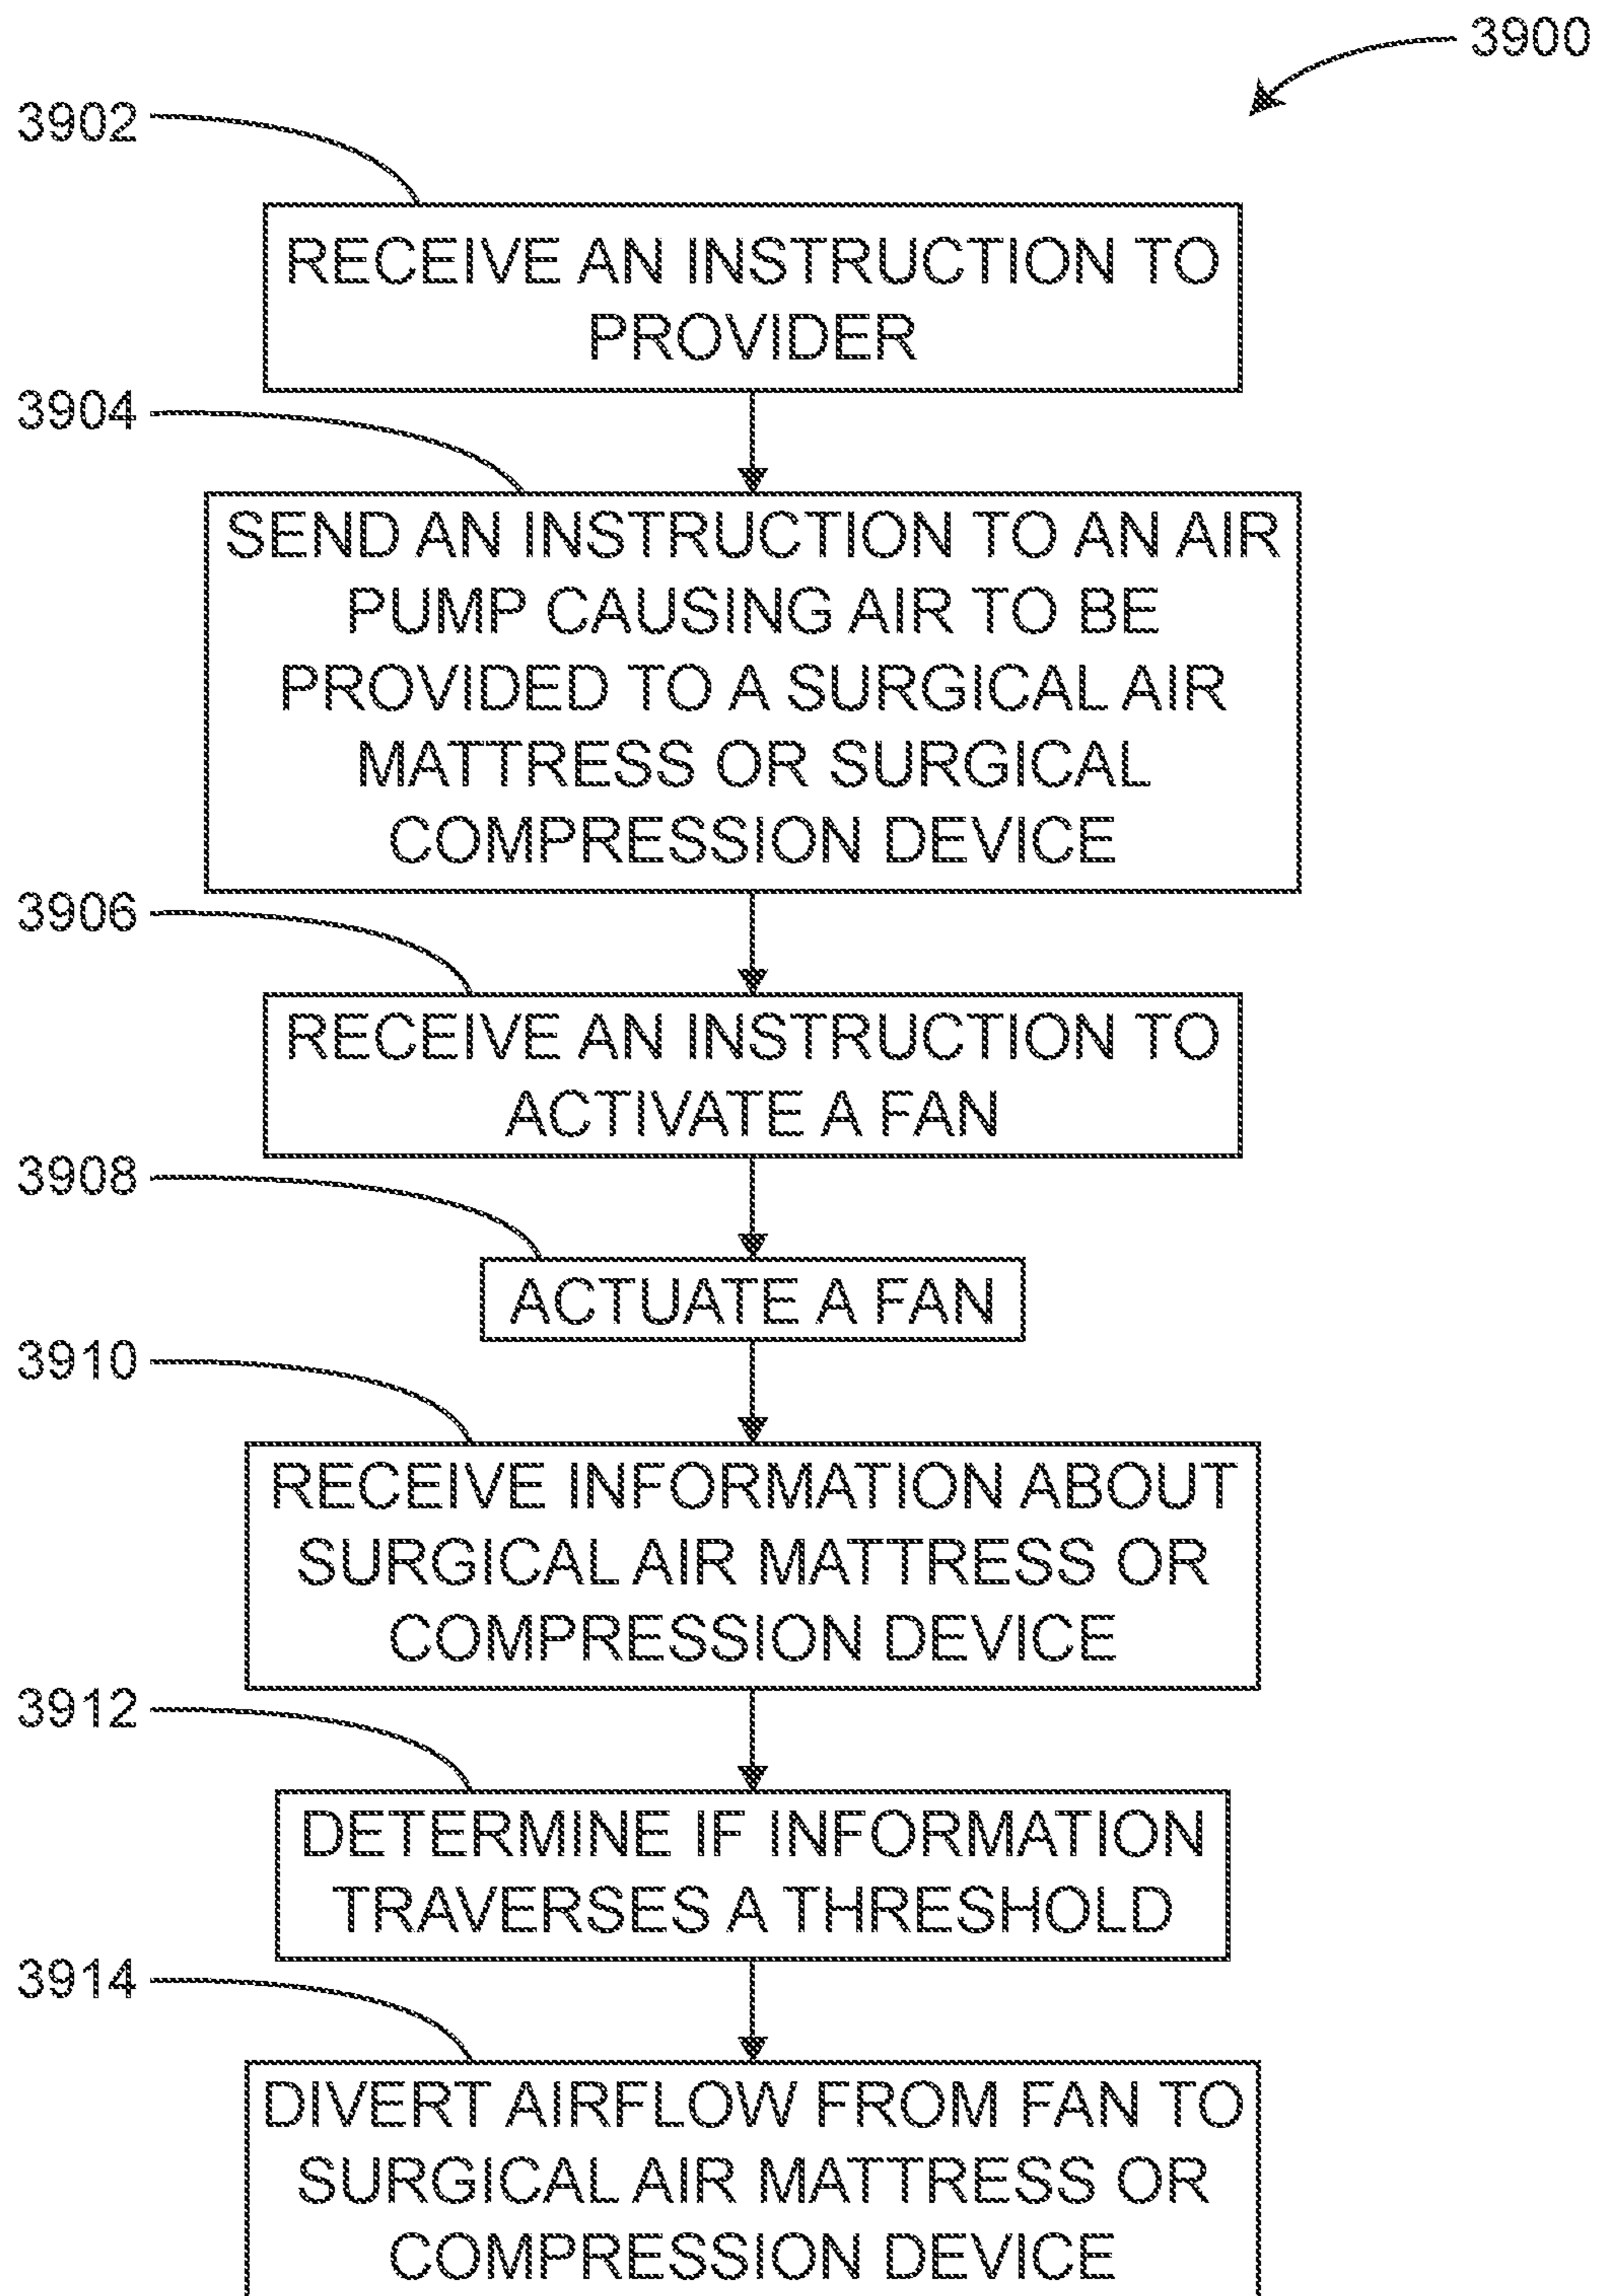 3900
3902
RECEIVE AN INSTRUCTION TO
PROVIDER
3904
SEND AN INSTRUCTION TO AN AIR
PUMP CAUSING AIR TO BE
PROVIDED TO A SURGICAL AIR
MATTRESS OR SURGICAL
COMPRESSION DEVICE
3906
RECEIVE AN INSTRUCTION TO
ACTIVATE A FAN
3908
ACTUATE A FAN
3910
RECEIVE INFORMATION ABOUT
SURGICAL AIR MATTRESS OR
COMPRESSION DEVICE
3912
DETERMINE IF INFORMATION
TRAVERSES A THRESHOLD
3914
DIVERT AIRFLOW FROM FAN TO
SURGICAL AIR MATTRESS OR
COMPRESSION DEVICE